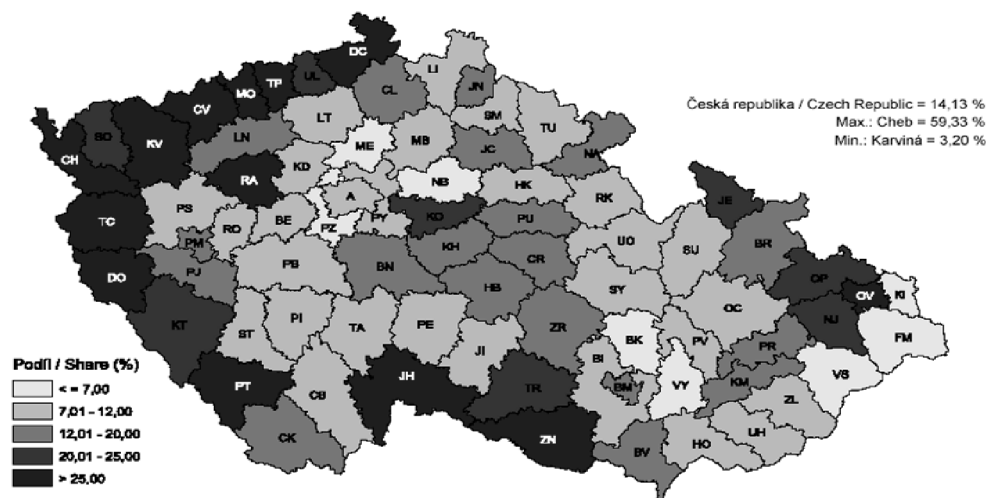 Česká republika / Czech Republic = 14,13 %
Max.: Cheb = 59,33 %
Min.: Karviná = 3,20 %
DC
LI
TP
UL
MO
CL
JN
CV
SM
LT
TU
SO
KV
LN
ME
MB
JC
NA
CH
KD
RA
NB
HK
RK
JE
PS
A
TC
RO
BE
PZ
PY
KO
PU
PM
UO
SU
BR
KH
PJ
PB
BN
CR
DO
OP
HB
SY
OV
KI
OC
PI
KT
ST
TA
PE
ZR
NJ
BK
PV
FM
JI
BI
PR
VS
JH
PT
TR
BM
VY
KM
CB
ZL
ZN
UH
CK
HO
BV
Podíl / Share (%)
< = 7,00
7,01 - 12,00
12,01 - 20,00
20,01 - 25,00
> 25,00